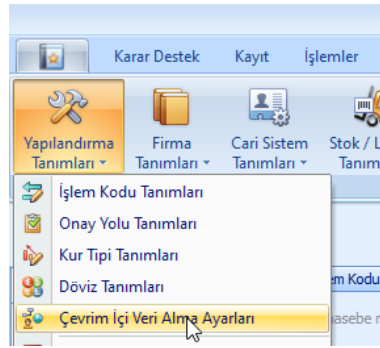 Karar Destek Kayıt İşlemler
Yapılandırma Tanımları
Firma Tanımları
Cari Sistem Tanımları
Stok / L
Tanım
İşlem Kodu Tanımları
Onay Yolu Tanımları
Kur Tipi Tanımları
Döviz Tanımları
em Kodu
Çevrim İçi Veri Alma Ayarları
asebe